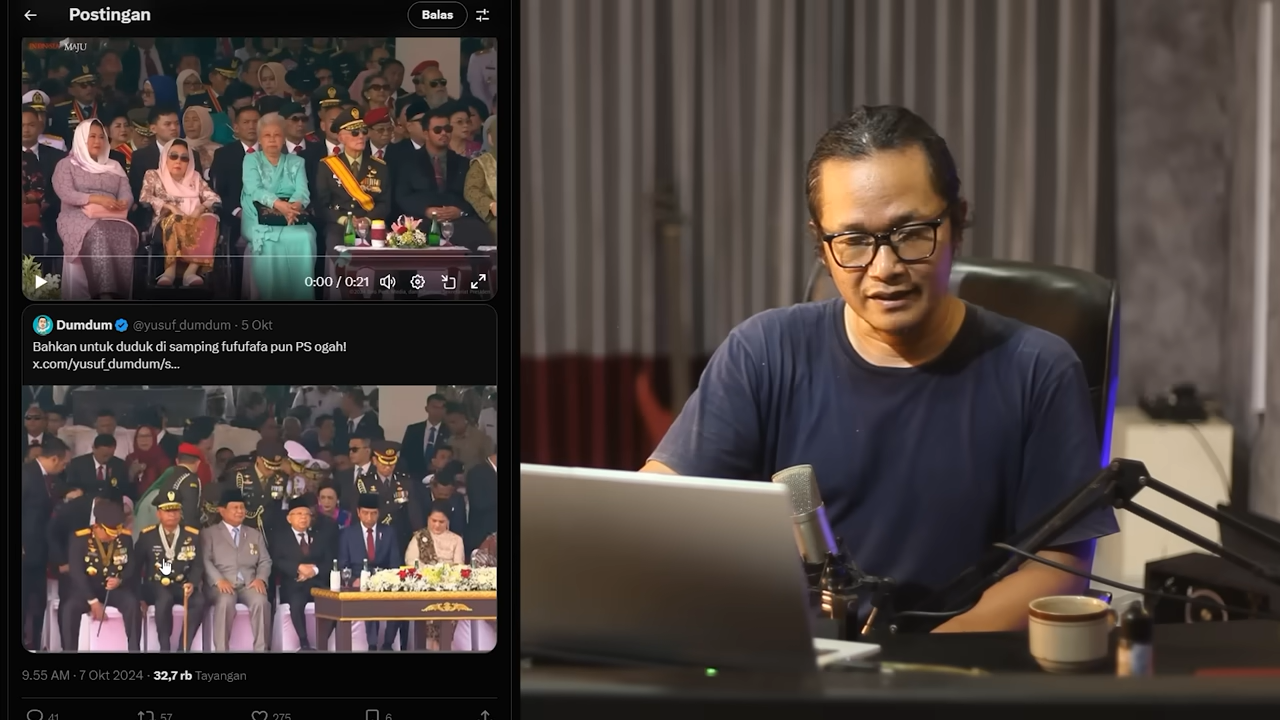 Postingan
Balas
MAJU
0:00 / 0:21
Dumdum @yusuf_dumdum · 5 Okt
Bahkan untuk duduk di samping fufufafa pun PS ogah!
x.com/yusuf_dumdum/s...
9.55 AM · 7 Okt 2024 · 32,7 rb Tayangan
41 57 275 6